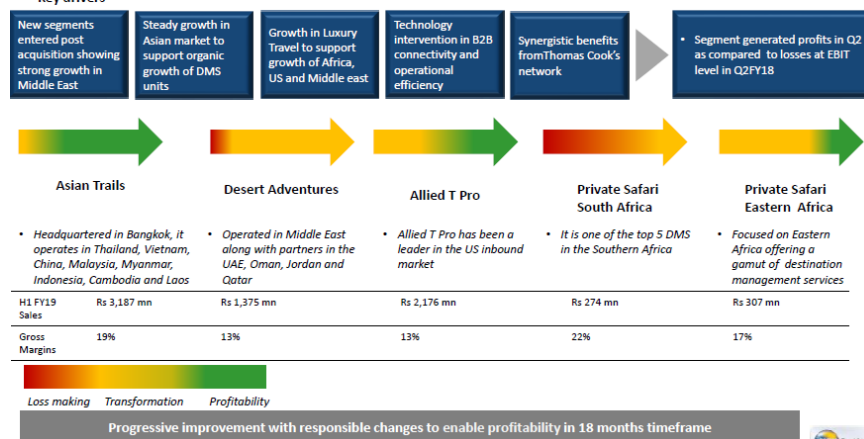 Key drivers
New segments
entered post
acquisition showing
strong growth in
Middle East
Steady growth in
Asian market to
support organic
growth of DMS
units
Growth in Luxury
Travel to support
growth of Africa,
US and Middle east
Technology
intervention in B2B
connectivity and
operational
efficiency
Synergistic benefits
fromThomas Cook's
network
• Segment generated profits in Q2
as compared to losses at EBIT
level in Q2FY18
Asian Trails
Desert Adventures
Allied T Pro
Private Safari
South Africa
Private Safari
Eastern Africa
• Headquartered in Bangkok, it
operates in Thailand, Vietnam,
China, Malaysia, Myanmar,
Indonesia, Cambodia and Laos
• Operated in Middle East
along with partners in the
UAE, Oman, Jordan and
Qatar
• Allied T Pro has been a
leader in the US inbound
market
• It is one of the top 5 DMS
in the Southern Africa
• Focused on Eastern
Africa offering a
gamut of destination
management services
H1 FY19
Sales
Rs 3,187 mn
Rs 1,375 mn
Rs 2,176 mn
Rs 274 mn
Rs 307 mn
Gross
Margins
19%
13%
13%
22%
17%
Loss making
Transformation
Profitability
Progressive improvement with responsible changes to enable profitability in 18 months timeframe